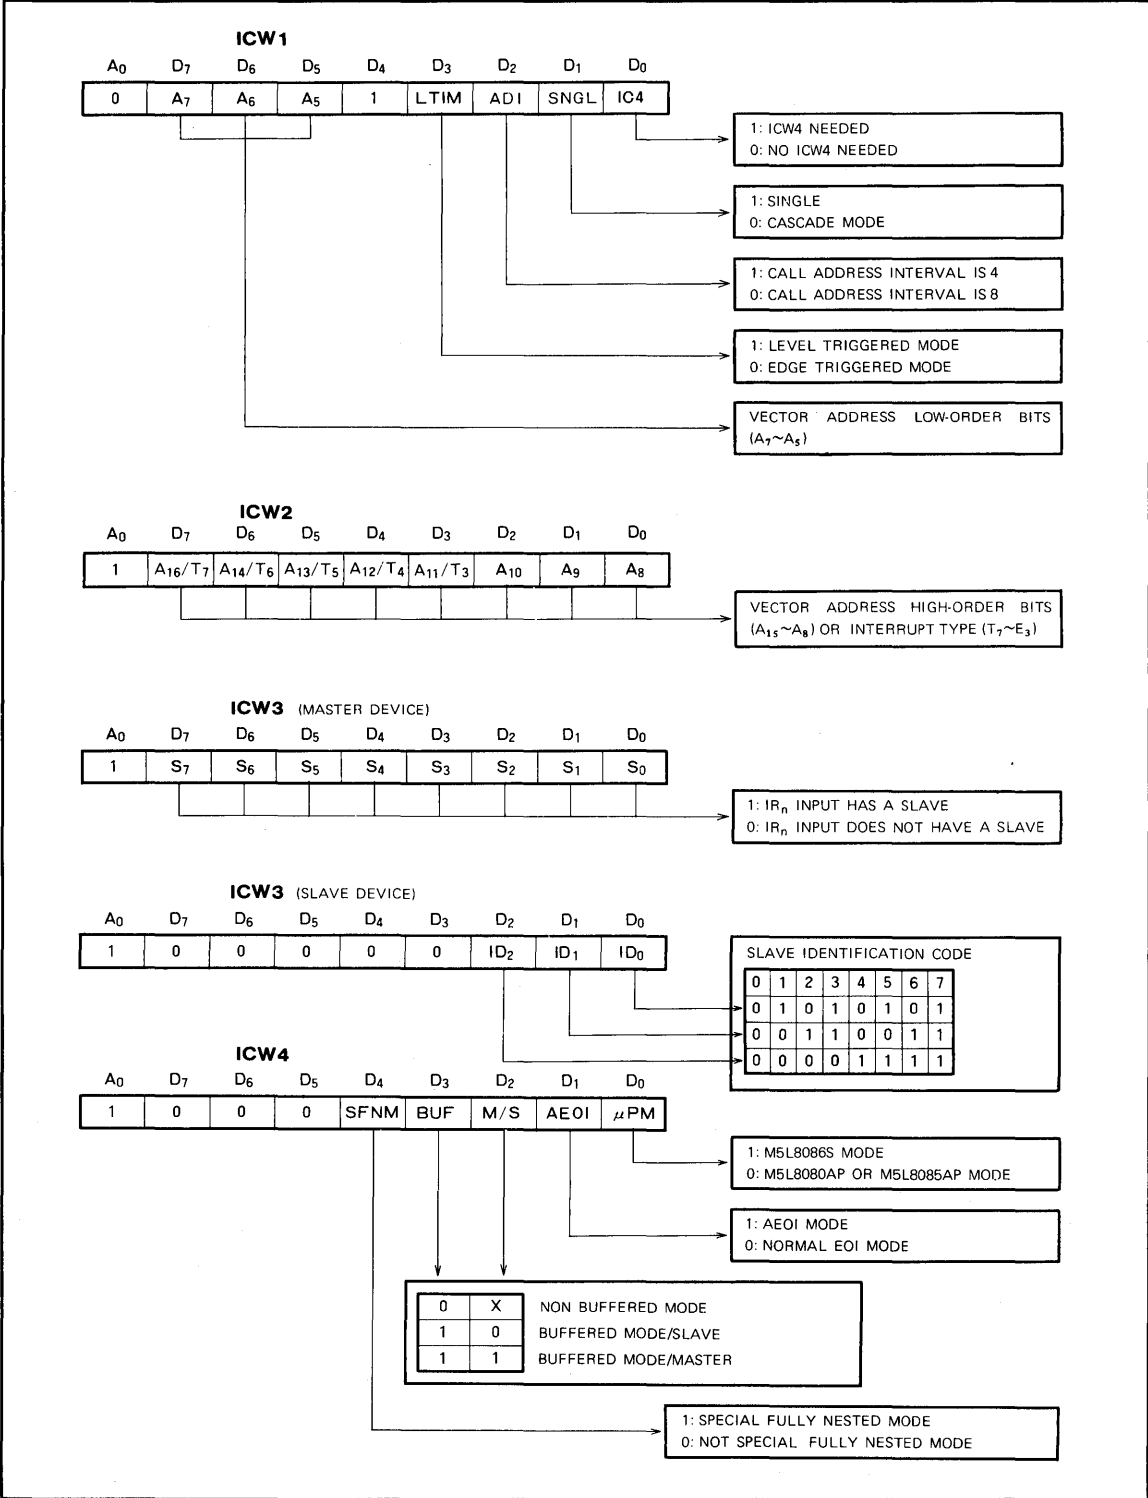 ICW1
A0 D7 D6 D5 D4 D3 D2 D1 D0
0 A7 A6 A5 1 LTIM ADI SNGL IC4
1: ICW4 NEEDED
0: NO ICW4 NEEDED
1: SINGLE
0: CASCADE MODE
1: CALL ADDRESS INTERVAL IS 4
0: CALL ADDRESS INTERVAL IS 8
1: LEVEL TRIGGERED MODE
0: EDGE TRIGGERED MODE
VECTOR ADDRESS LOW-ORDER BITS
(A7~A5)
ICW2
A0 D7 D6 D5 D4 D3 D2 D1 D0
1 A16/T7 A14/T6 A13/T5 A12/T4 A11/T3 A10 A9 A8
VECTOR ADDRESS HIGH-ORDER BITS
(A15~A8) OR INTERRUPT TYPE (T7~E3)
ICW3 (MASTER DEVICE)
A0 D7 D6 D5 D4 D3 D2 D1 D0
1 S7 S6 S5 S4 S3 S2 S1 S0
1: IRn INPUT HAS A SLAVE
0: IRn INPUT DOES NOT HAVE A SLAVE
ICW3 (SLAVE DEVICE)
A0 D7 D6 D5 D4 D3 D2 D1 D0
1 0 0 0 0 0 ID2 ID1 ID0
SLAVE IDENTIFICATION CODE
0 1 2 3 4 5 6 7
0 1 0 1 0 1 0 1
0 0 1 1 0 0 1 1
0 0 0 0 1 1 1 1
ICW4
A0 D7 D6 D5 D4 D3 D2 D1 D0
1 0 0 0 SFNM BUF M/S AEOI μPM
1: M5L8086S MODE
0: M5L8080AP OR M5L8085AP MODE
1: AEOI MODE
0: NORMAL EOI MODE
0 X NON BUFFERED MODE
1 0 BUFFERED MODE/SLAVE
1 1 BUFFERED MODE/MASTER
1: SPECIAL FULLY NESTED MODE
0: NOT SPECIAL FULLY NESTED MODE